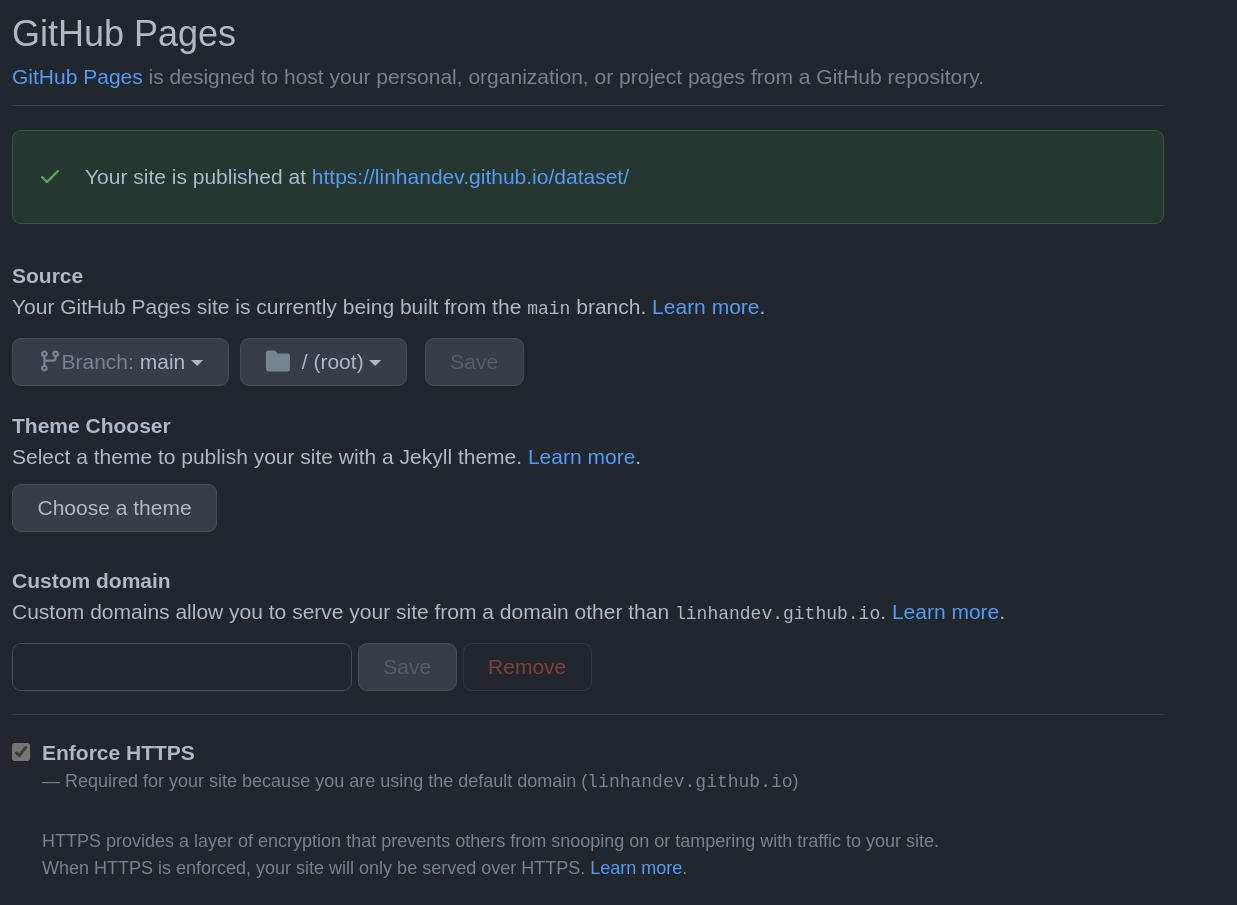 GitHub Pages
GitHub Pages is designed to host your personal, organization, or project pages from a GitHub repository.
Your site is published at https://linhandev.github.io/dataset/
Source
Your GitHub Pages site is currently being built from the main branch. Learn more.
Branch: main / (root) Save
Theme Chooser
Select a theme to publish your site with a Jekyll theme. Learn more.
Choose a theme
Custom domain
Custom domains allow you to serve your site from a domain other than linhandev.github.io. Learn more.
Save Remove
Enforce HTTPS
— Required for your site because you are using the default domain (linhandev.github.io)
HTTPS provides a layer of encryption that prevents others from snooping on or tampering with traffic to your site.
When HTTPS is enforced, your site will only be served over HTTPS. Learn more.